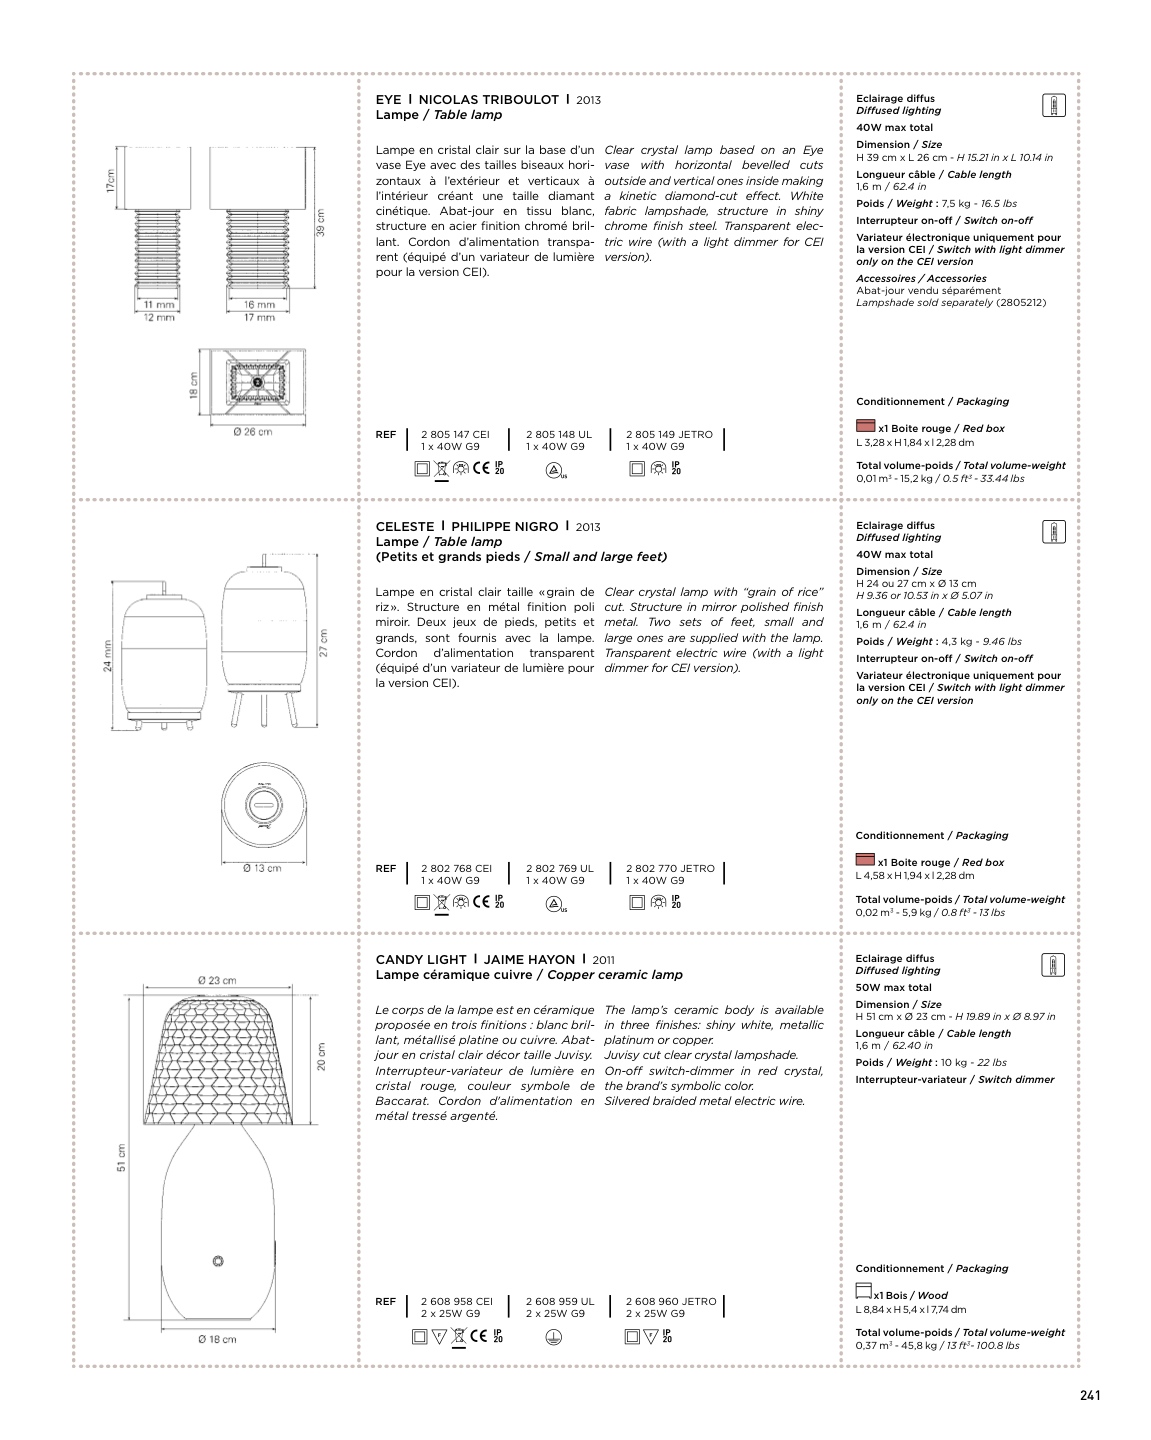 EYE I NICOLAS TRIBOULOT I 2013
Lampe / Table lamp
Lampe en cristal clair sur la base d'un
vase Eye avec des tailles biseaux hori-
zontaux à l'extérieur et verticaux à
l'intérieur créant une taille diamant
cinétique. Abat-jour en tissu blanc,
structure en acier finition chromé bril-
lant. Cordon d'alimentation transpa-
rent (équipé d'un variateur de lumière
pour la version CEI).
Clear crystal lamp based on an Eye
vase with horizontal bevelled cuts
outside and vertical ones inside making
a kinetic diamond-cut effect. White
fabric lampshade, structure in shiny
chrome finish steel. Transparent elec-
tric wire (with a light dimmer for CEI
version).
17cm
39 cm
11 mm
12 mm
16 mm
17 mm
18 cm
Ø 26 cm
REF
2 805 147 CEI
1 x 40W G9
2 805 148 UL
1 x 40W G9
2 805 149 JETRO
1 x 40W G9
CE IP 20
US
IP 20
Eclairage diffus
Diffused lighting
40W max total
Dimension / Size
H 39 cm x L 26 cm - H 15.21 in x L 10.14 in
Longueur câble / Cable length
1,6 m / 62.4 in
Poids / Weight : 7,5 kg - 16.5 lbs
Interrupteur on-off / Switch on-off
Variateur électronique uniquement pour
la version CEI / Switch with light dimmer
only on the CEI version
Accessoires / Accessories
Abat-jour vendu séparément
Lampshade sold separately (2805212)
Conditionnement / Packaging
x1 Boite rouge / Red box
L 3,28 x H 1,84 x l 2,28 dm
Total volume-poids / Total volume-weight
0,01 m³ - 15,2 kg / 0.5 ft³ - 33.44 lbs
CELESTE I PHILIPPE NIGRO I 2013
Lampe / Table lamp
(Petits et grands pieds / Small and large feet)
Lampe en cristal clair taille «grain de
riz». Structure en métal finition poli
miroir. Deux jeux de pieds, petits et
grands, sont fournis avec la lampe.
Cordon d'alimentation transparent
(équipé d'un variateur de lumière pour
la version CEI).
Clear crystal lamp with “grain of rice”
cut. Structure in mirror polished finish
metal. Two sets of feet, small and
large ones are supplied with the lamp.
Transparent electric wire (with a light
dimmer for CEI version).
24 mm
27 cm
Ø 13 cm
REF
2 802 768 CEI
1 x 40W G9
2 802 769 UL
1 x 40W G9
2 802 770 JETRO
1 x 40W G9
CE IP 20
US
IP 20
Eclairage diffus
Diffused lighting
40W max total
Dimension / Size
H 24 ou 27 cm x Ø 13 cm
H 9.36 or 10.53 in x Ø 5.07 in
Longueur câble / Cable length
1,6 m / 62.4 in
Poids / Weight : 4,3 kg - 9.46 lbs
Interrupteur on-off / Switch on-off
Variateur électronique uniquement pour
la version CEI / Switch with light dimmer
only on the CEI version
Conditionnement / Packaging
x1 Boite rouge / Red box
L 4,58 x H 1,94 x l 2,28 dm
Total volume-poids / Total volume-weight
0,02 m³ - 5,9 kg / 0.8 ft³ - 13 lbs
CANDY LIGHT I JAIME HAYON I 2011
Lampe céramique cuivre / Copper ceramic lamp
Le corps de la lampe est en céramique
proposée en trois finitions : blanc bril-
lant, métallisé platine ou cuivre. Abat-
jour en cristal clair décor taille Juvisy.
Interrupteur-variateur de lumière en
cristal rouge, couleur symbole de
Baccarat. Cordon d'alimentation en
métal tressé argenté.
The lamp's ceramic body is available
in three finishes: shiny white, metallic
platinum or copper.
Juvisy cut clear crystal lampshade.
On-off switch-dimmer in red crystal,
the brand's symbolic color.
Silvered braided metal electric wire.
Ø 23 cm
20 cm
51 cm
Ø 18 cm
REF
2 608 958 CEI
2 x 25W G9
2 608 959 UL
2 x 25W G9
2 608 960 JETRO
2 x 25W G9
F CE IP 20
F IP 20
Eclairage diffus
Diffused lighting
50W max total
Dimension / Size
H 51 cm x Ø 23 cm - H 19.89 in x Ø 8.97 in
Longueur câble / Cable length
1,6 m / 62.40 in
Poids / Weight : 10 kg - 22 lbs
Interrupteur-variateur / Switch dimmer
Conditionnement / Packaging
x1 Bois / Wood
L 8,84 x H 5,4 x l 7,74 dm
Total volume-poids / Total volume-weight
0,37 m³ - 45,8 kg / 13 ft³- 100.8 lbs
241